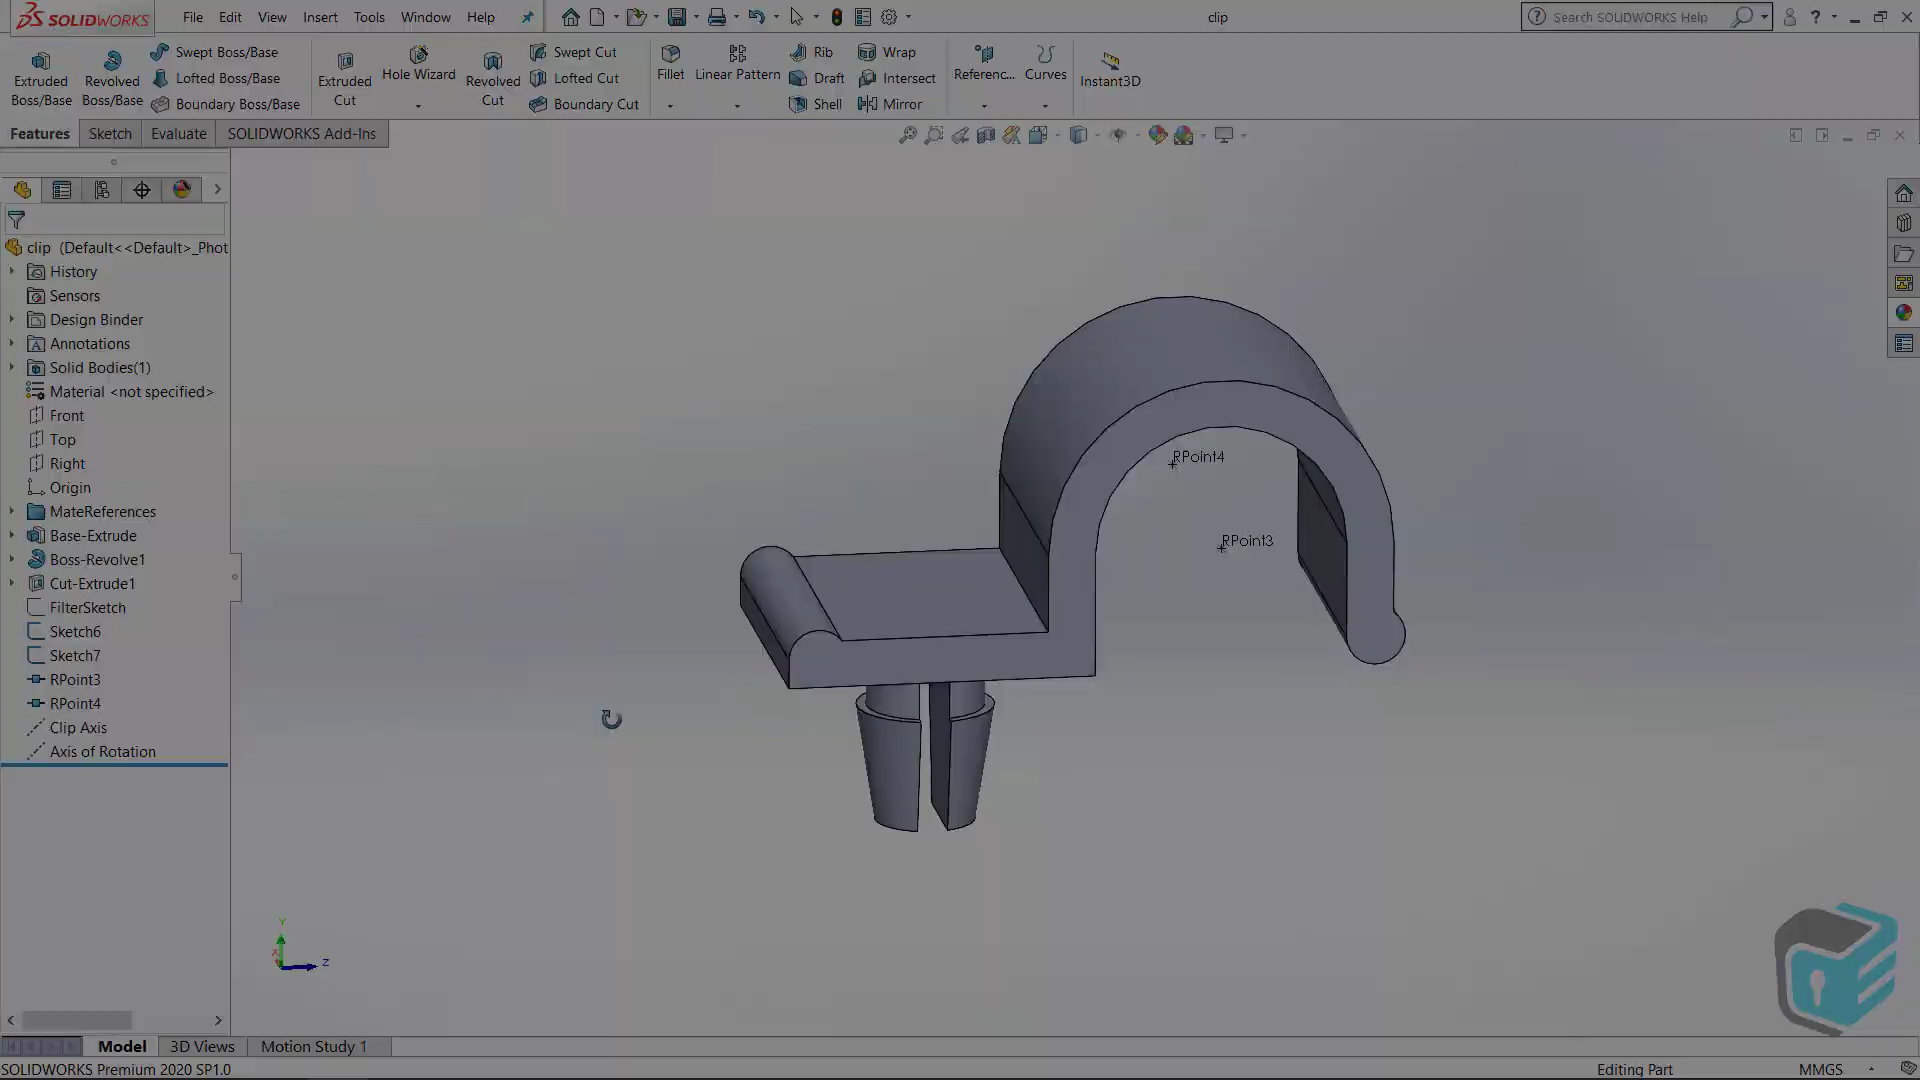 SOLIDWORKS File Edit View Insert Tools Window Help clip Search SOLIDWORKS Help ?
Extruded Boss/Base
Revolved Boss/Base
Swept Boss/Base
Lofted Boss/Base
Boundary Boss/Base
Extruded Cut
Hole Wizard
Revolved Cut
Swept Cut
Lofted Cut
Boundary Cut
Fillet
Linear Pattern
Rib
Draft
Shell
Wrap
Intersect
Mirror
Referenc...
Curves
Instant3D
Features Sketch Evaluate SOLIDWORKS Add-Ins
clip (Default<<Default>_Phot
History
Sensors
Design Binder
Annotations
Solid Bodies(1)
Material <not specified>
Front
Top
Right
Origin
MateReferences
Base-Extrude
Boss-Revolve1
Cut-Extrude1
FilterSketch
Sketch6
Sketch7
RPoint3
RPoint4
Clip Axis
Axis of Rotation
RPoint4
RPoint3
Y
X
Z
Model 3D Views Motion Study 1
SOLIDWORKS Premium 2020 SP1.0 Editing Part MMGS